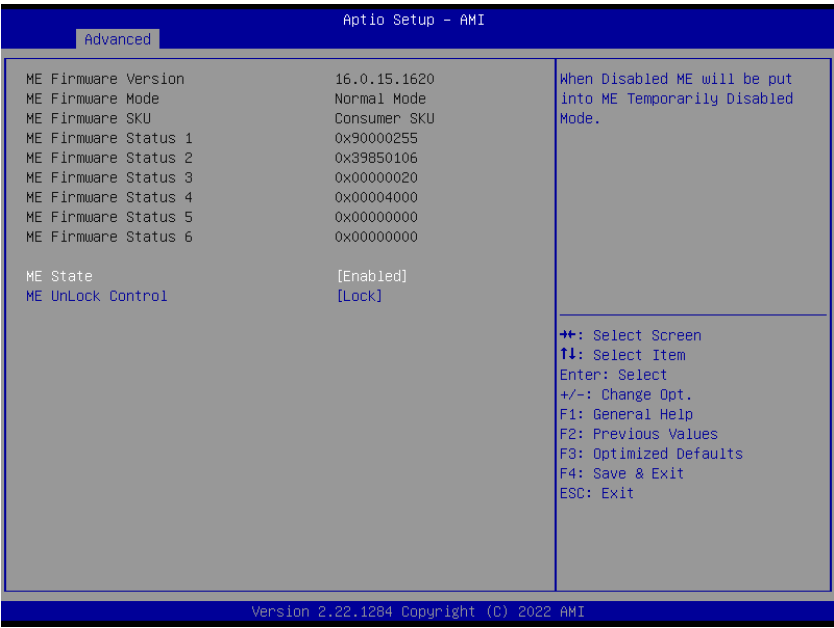 Aptio Setup - AMI
Advanced
ME Firmware Version 16.0.15.1620
ME Firmware Mode Normal Mode
ME Firmware SKU Consumer SKU
ME Firmware Status 1 0x90000255
ME Firmware Status 2 0x39850106
ME Firmware Status 3 0x00000020
ME Firmware Status 4 0x00004000
ME Firmware Status 5 0x00000000
ME Firmware Status 6 0x00000000
ME State [Enabled]
ME UnLock Control [Lock]
When Disabled ME will be put
into ME Temporarily Disabled
Mode.
→←: Select Screen
↑↓: Select Item
Enter: Select
+/-: Change Opt.
F1: General Help
F2: Previous Values
F3: Optimized Defaults
F4: Save & Exit
ESC: Exit
Version 2.22.1284 Copyright (C) 2022 AMI